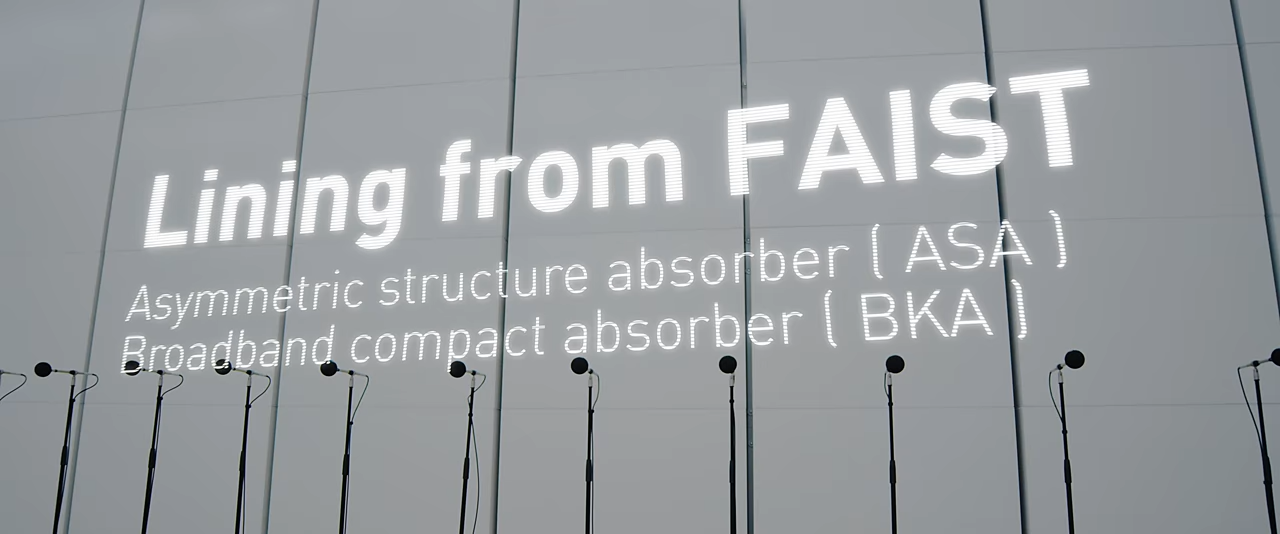 Lining from FAIST
Asymmetric structure absorber ( ASA )
Broadband compact absorber ( BKA )